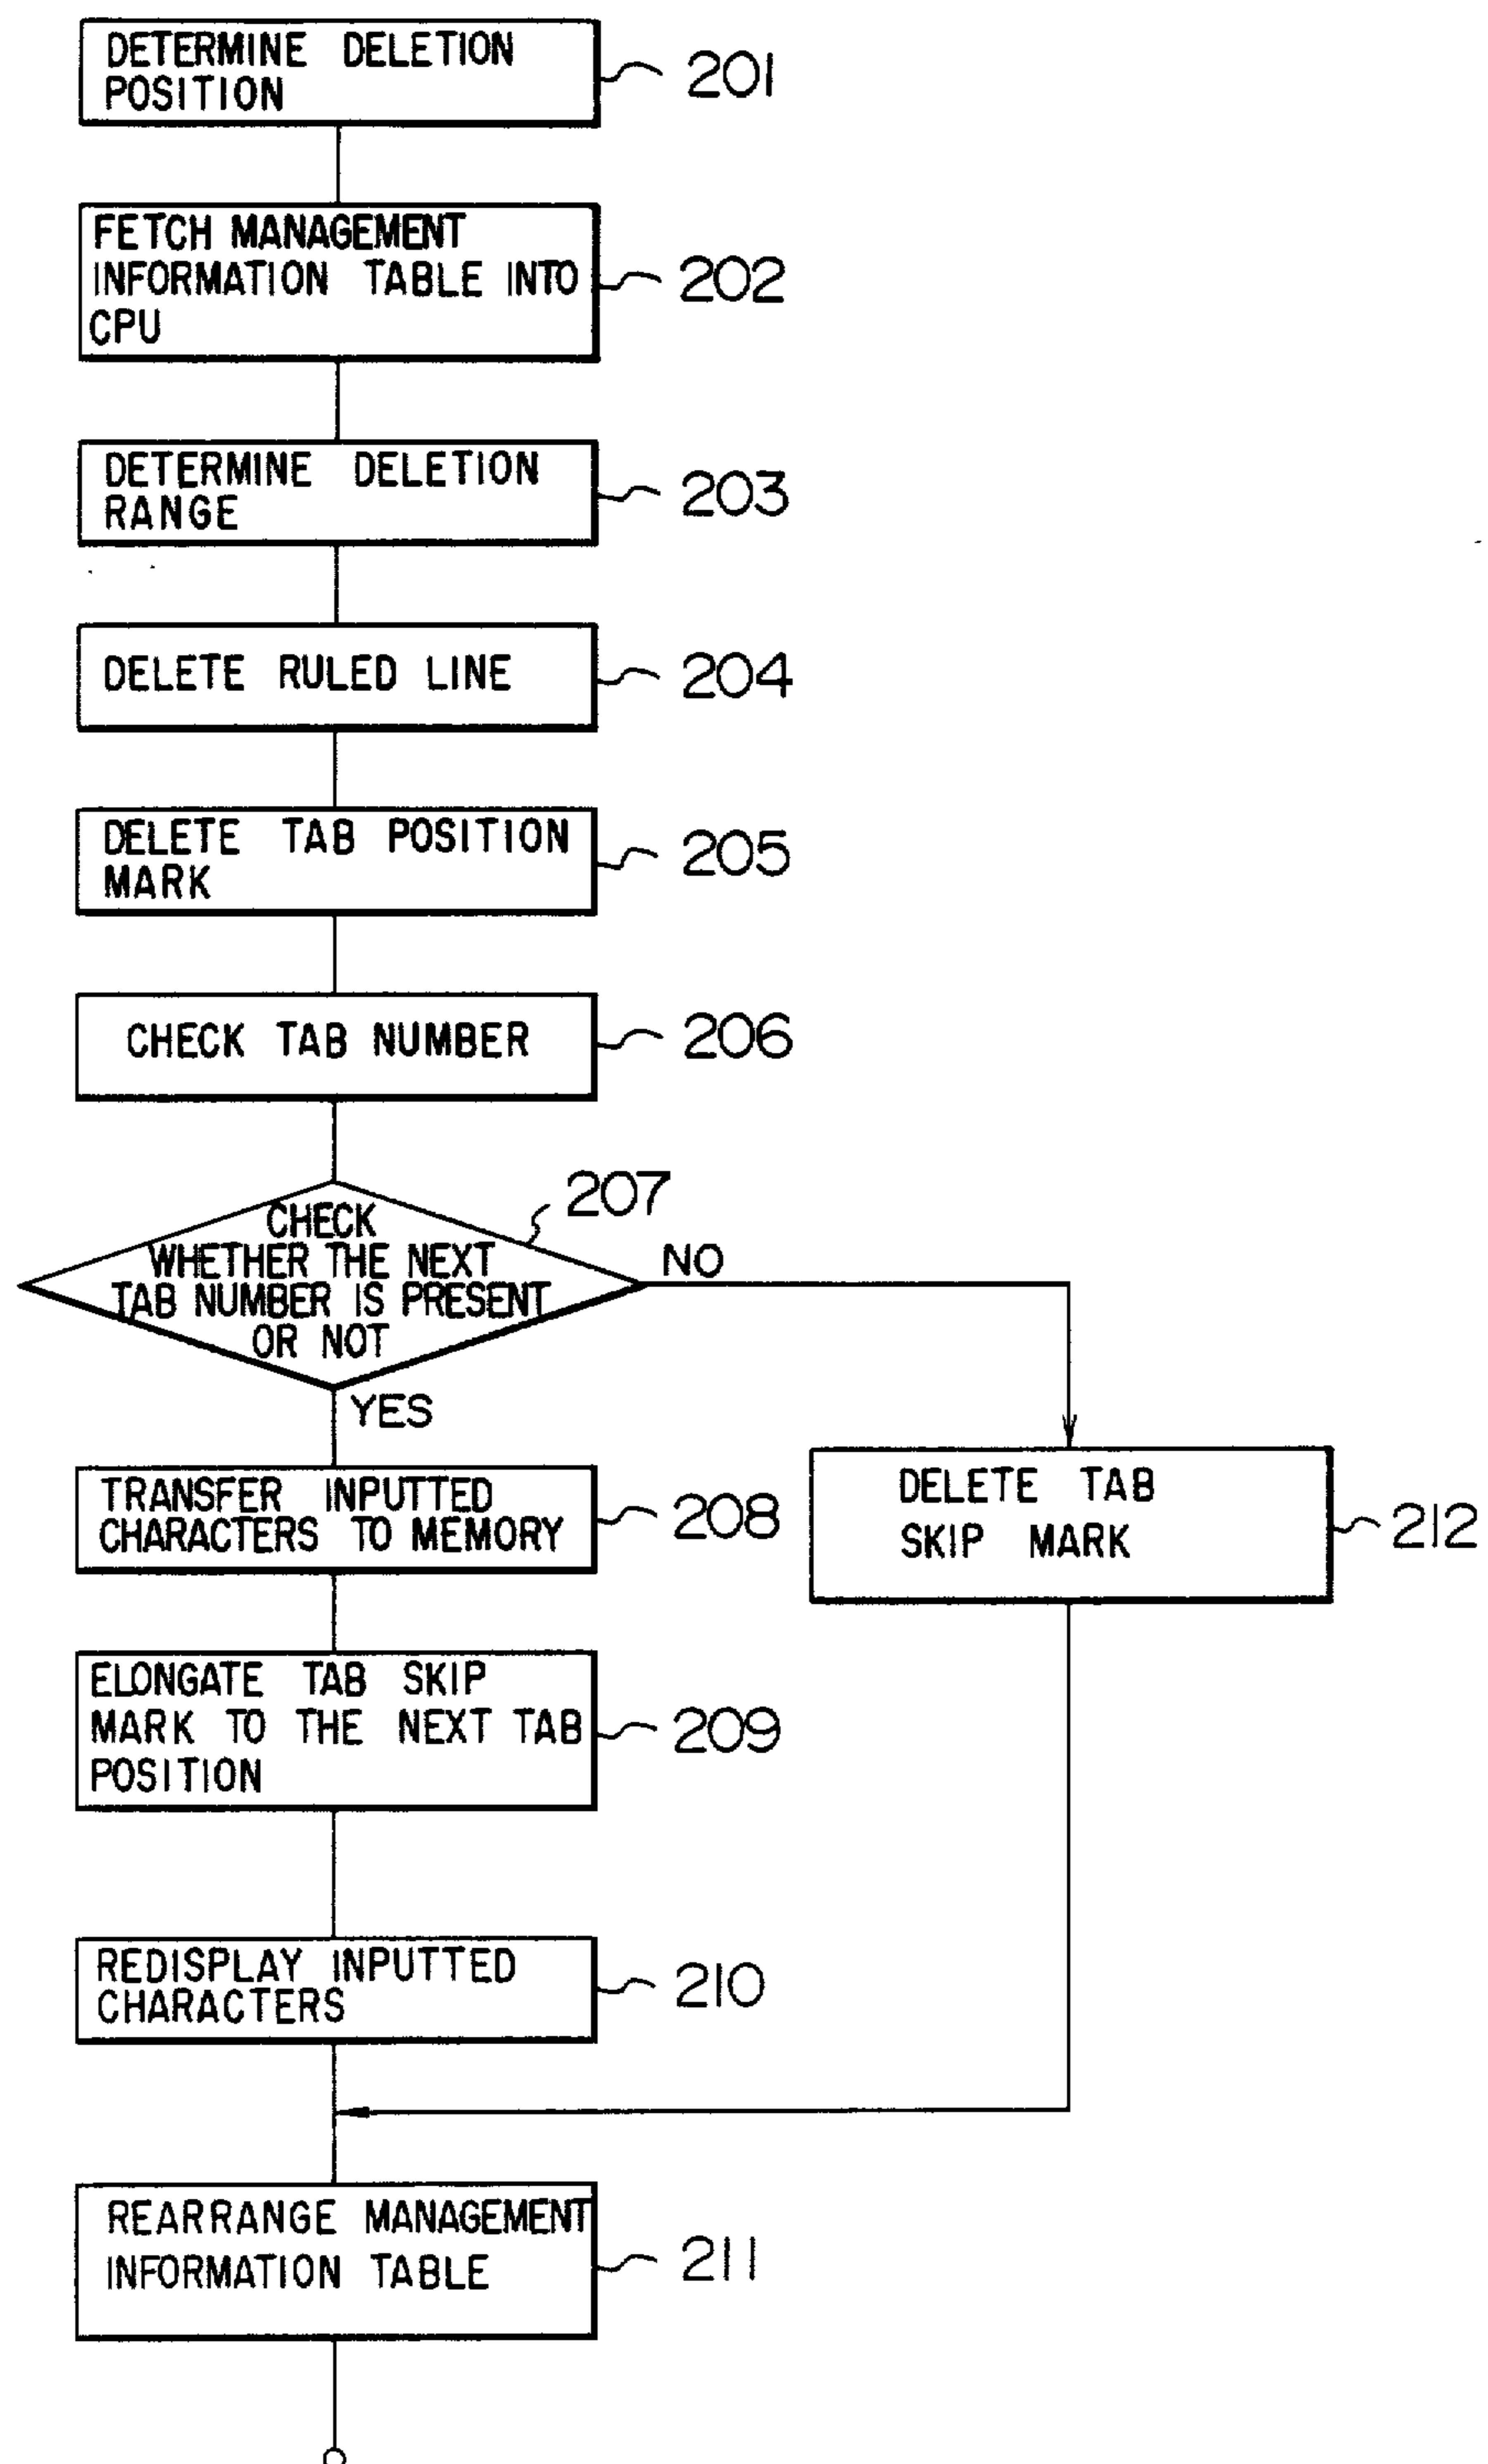 DETERMINE DELETION
POSITION
201
FETCH MANAGEMENT
INFORMATION TABLE INTO
CPU
202
DETERMINE DELETION
RANGE
203
DELETE RULED LINE
204
DELETE TAB POSITION
MARK
205
CHECK TAB NUMBER
206
207
CHECK
WHETHER THE NEXT
TAB NUMBER IS PRESENT
OR NOT
NO
YES
TRANSFER INPUTTED
CHARACTERS TO MEMORY
208
DELETE TAB
SKIP MARK
212
ELONGATE TAB SKIP
MARK TO THE NEXT TAB
POSITION
209
REDISPLAY INPUTTED
CHARACTERS
210
REARRANGE MANAGEMENT
INFORMATION TABLE
211